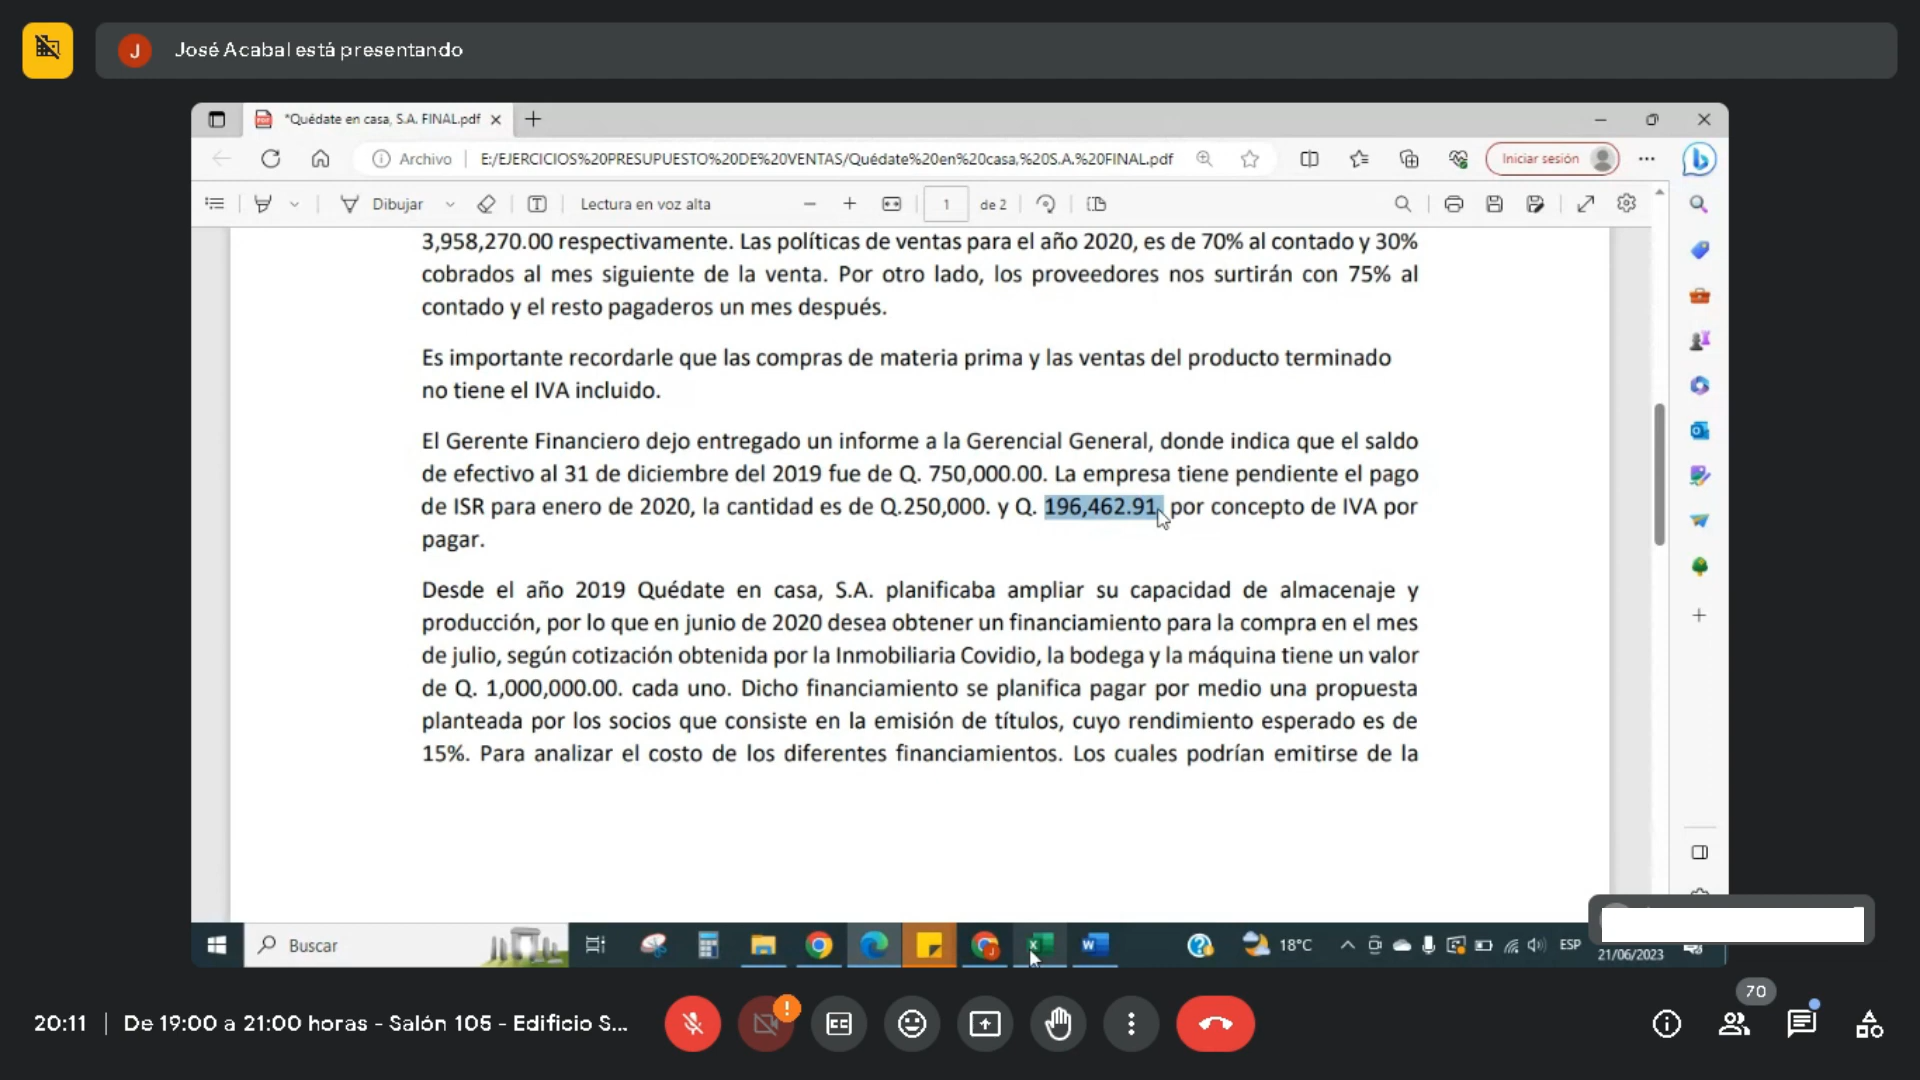 José Acabal está presentando
J
*Quédate en casa, S.A. FINAL.pdf
Archivo
E:/EJERCICIOS%20PRESUPUESTO%20DE%20VENTAS/Quédate%20en%20casa,%20S.A.%20FINAL.pdf
Iniciar sesión
Dibujar
Lectura en voz alta
1
de 2
3,958,270.00 respectivamente. Las políticas de ventas para el año 2020, es de 70% al contado y 30%
cobrados al mes siguiente de la venta. Por otro lado, los proveedores nos surtirán con 75% al
contado y el resto pagaderos un mes después.
Es importante recordarle que las compras de materia prima y las ventas del producto terminado
no tiene el IVA incluido.
El Gerente Financiero dejo entregado un informe a la Gerencial General, donde indica que el saldo
de efectivo al 31 de diciembre del 2019 fue de Q. 750,000.00. La empresa tiene pendiente el pago
de ISR para enero de 2020, la cantidad es de Q.250,000. y Q. 196,462.91, por concepto de IVA por
pagar.
Desde el año 2019 Quédate en casa, S.A. planificaba ampliar su capacidad de almacenaje y
producción, por lo que en junio de 2020 desea obtener un financiamiento para la compra en el mes
de julio, según cotización obtenida por la Inmobiliaria Covidio, la bodega y la máquina tiene un valor
de Q. 1,000,000.00. cada uno. Dicho financiamiento se planifica pagar por medio una propuesta
planteada por los socios que consiste en la emisión de títulos, cuyo rendimiento esperado es de
15%. Para analizar el costo de los diferentes financiamientos. Los cuales podrían emitirse de la
Buscar
18°C
ESP
21/06/2023
70
20:11
De 19:00 a 21:00 horas - Salón 105 - Edificio S...